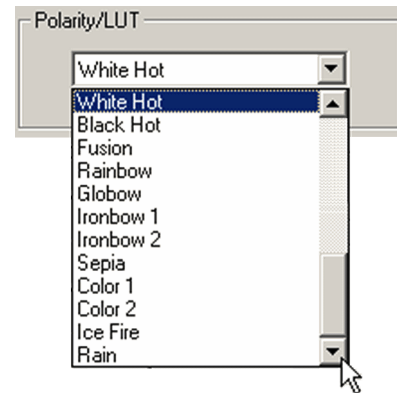 Polarity/LUT
White Hot
White Hot
Black Hot
Fusion
Rainbow
Globow
Ironbow 1
Ironbow 2
Sepia
Color 1
Color 2
Ice Fire
Rain